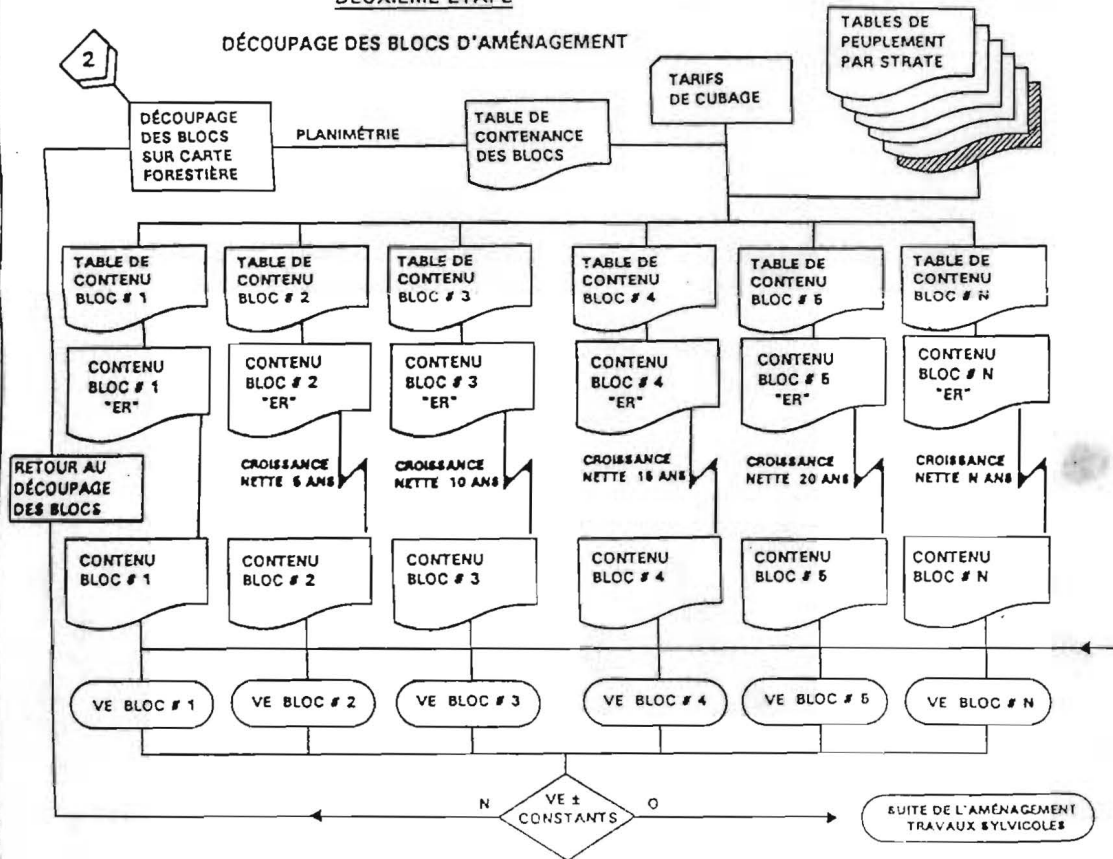 DEUXIÈME ÉTAPE
DÉCOUPAGE DES BLOCS D'AMÉNAGEMENT
2
TABLES DE
PEUPLEMENT
PAR STRATE
TARIFS
DE CUBAGE
DÉCOUPAGE
DES BLOCS
SUR CARTE
FORESTIÈRE
PLANIMÉTRIE
TABLE DE
CONTENANCE
DES BLOCS
TABLE DE
CONTENU
BLOC # 1
TABLE DE
CONTENU
BLOC # 2
TABLE DE
CONTENU
BLOC # 3
TABLE DE
CONTENU
BLOC # 4
TABLE DE
CONTENU
BLOC # 5
TABLE DE
CONTENU
BLOC # N
CONTENU
BLOC # 1
"ER"
CONTENU
BLOC # 2
"ER"
CONTENU
BLOC # 3
"ER"
CONTENU
BLOC # 4
"ER"
CONTENU
BLOC # 5
"ER"
CONTENU
BLOC # N
"ER"
RETOUR AU
DÉCOUPAGE
DES BLOCS
CROISSANCE
NETTE 5 ANS
CROISSANCE
NETTE 10 ANS
CROISSANCE
NETTE 15 ANS
CROISSANCE
NETTE 20 ANS
CROISSANCE
NETTE N ANS
CONTENU
BLOC # 1
CONTENU
BLOC # 2
CONTENU
BLOC # 3
CONTENU
BLOC # 4
CONTENU
BLOC # 5
CONTENU
BLOC # N
VE BLOC # 1
VE BLOC # 2
VE BLOC # 3
VE BLOC # 4
VE BLOC # 5
VE BLOC # N
N
VE ±
CONSTANTS
O
SUITE DE L'AMÉNAGEMENT
TRAVAUX SYLVICOLES